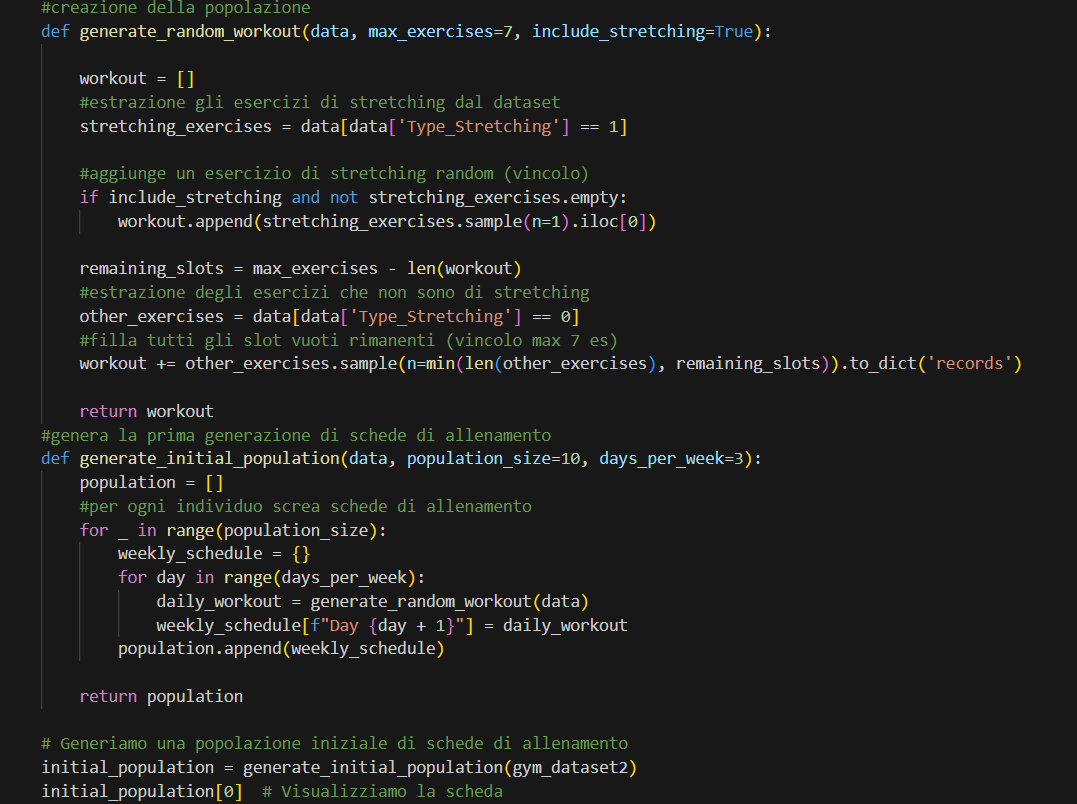 #creazione della popolazione
def generate_random_workout(data, max_exercises=7, include_stretching=True):
workout = []
#estrazione gli esercizi di stretching dal dataset
stretching_exercises = data[data['Type_Stretching'] == 1]
#aggiunge un esercizio di stretching random (vincolo)
if include_stretching and not stretching_exercises.empty:
workout.append(stretching_exercises.sample(n=1).iloc[0])
remaining_slots = max_exercises - len(workout)
#estrazione degli esercizi che non sono di stretching
other_exercises = data[data['Type_Stretching'] == 0]
#filla tutti gli slot vuoti rimanenti (vincolo max 7 es)
workout += other_exercises.sample(n=min(len(other_exercises), remaining_slots)).to_dict('records')
return workout
#genera la prima generazione di schede di allenamento
def generate_initial_population(data, population_size=10, days_per_week=3):
population = []
#per ogni individuo screa schede di allenamento
for _ in range(population_size):
weekly_schedule = {}
for day in range(days_per_week):
daily_workout = generate_random_workout(data)
weekly_schedule[f"Day {day + 1}"] = daily_workout
population.append(weekly_schedule)
return population
# Generiamo una popolazione iniziale di schede di allenamento
initial_population = generate_initial_population(gym_dataset2)
initial_population[0]  # Visualizziamo la scheda